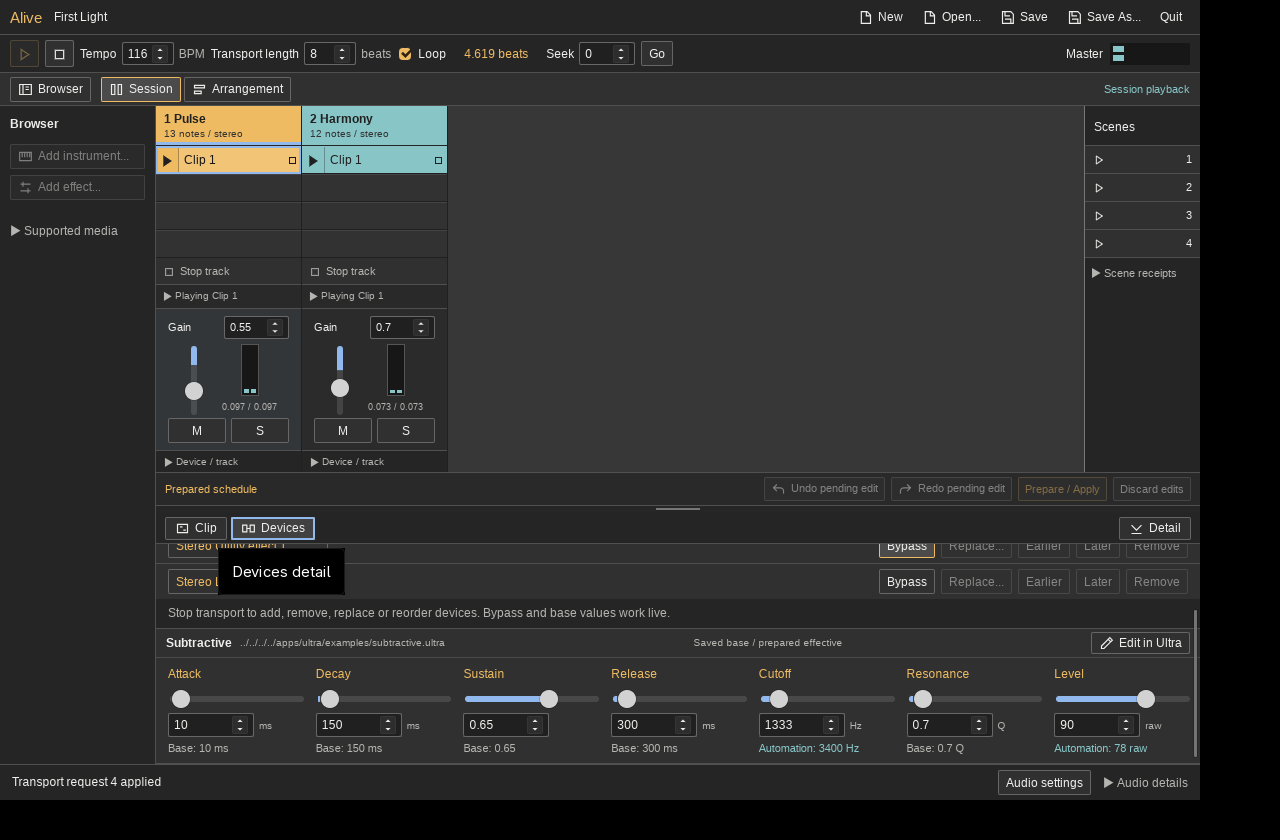 Alive First Light New Open... Save Save As... Quit
Tempo 116 BPM Transport length 8 beats Loop 4.619 beats Seek 0 Go Master
Browser Session Arrangement Session playback
Browser
Add instrument...
Add effect...
Supported media
1 Pulse
13 notes / stereo
Clip 1
Stop track
Playing Clip 1
Gain 0.55
0.097 / 0.097
M S
Device / track
2 Harmony
12 notes / stereo
Clip 1
Stop track
Playing Clip 1
Gain 0.7
0.073 / 0.073
M S
Device / track
Scenes
1
2
3
4
Scene receipts
Prepared schedule Undo pending edit Redo pending edit Prepare / Apply Discard edits
Clip Devices Detail
Stereo Utility effect 1 Bypass Replace... Earlier Later Remove
Devices detail
Stereo Bypass Replace... Earlier Later Remove
Stop transport to add, remove, replace or reorder devices. Bypass and base values work live.
Subtractive ../../../../apps/ultra/examples/subtractive.ultra Saved base / prepared effective Edit in Ultra
Attack Decay Sustain Release Cutoff Resonance Level
10 ms 150 ms 0.65 300 ms 1333 Hz 0.7 Q 90 raw
Base: 10 ms Base: 150 ms Base: 0.65 Base: 300 ms Automation: 3400 Hz Base: 0.7 Q Automation: 78 raw
Transport request 4 applied Audio settings Audio details